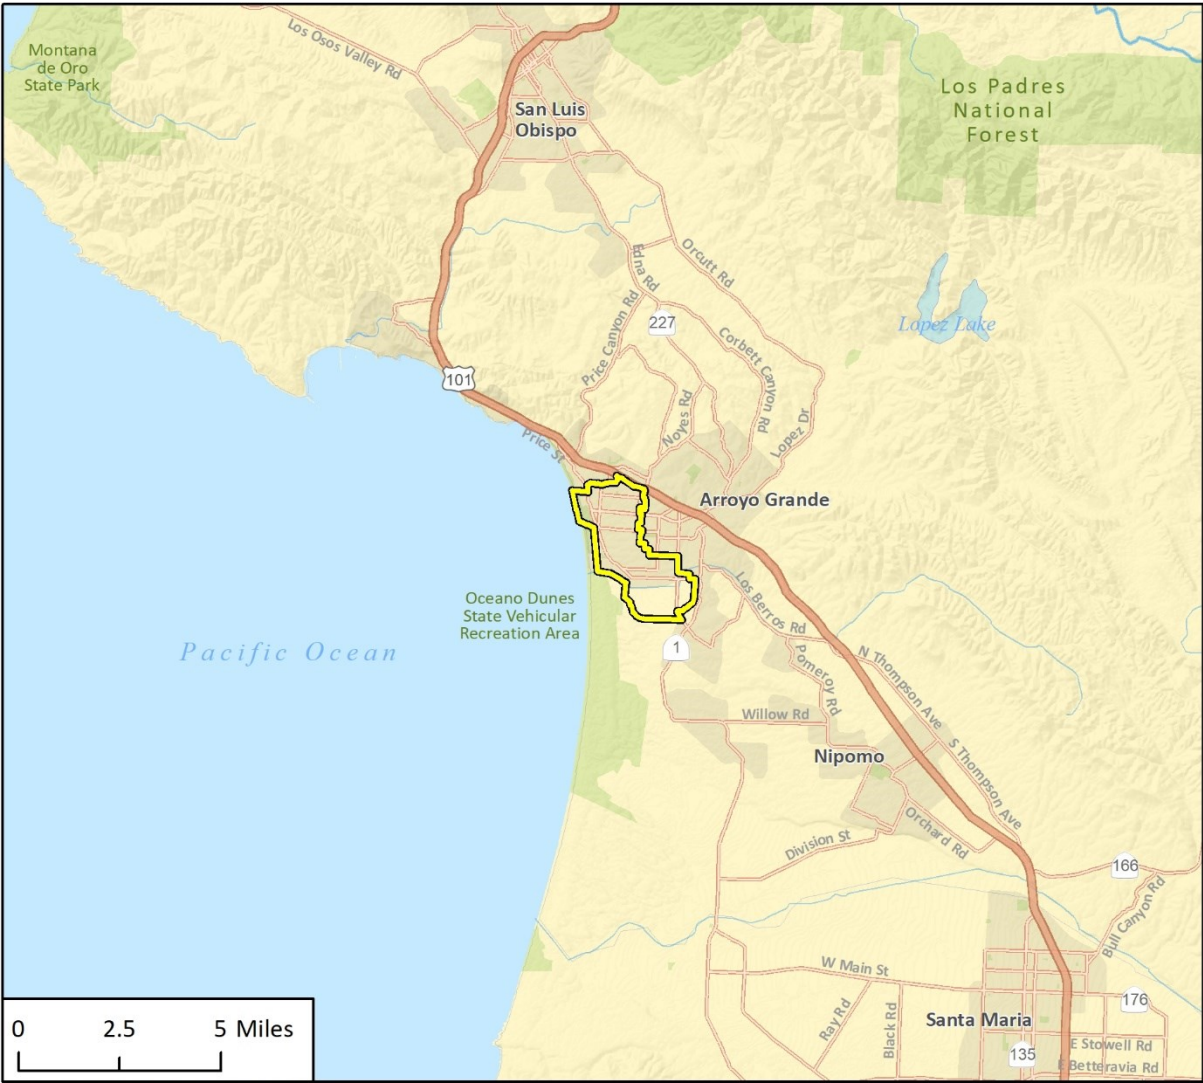 Montana
de Oro
State Park
Los Osos Valley Rd
San Luis
Obispo
Los Padres
National
Forest
Edna Rd
Orcutt Rd
Price Canyon Rd
227
Corbett Canyon Rd
Lopez Lake
101
Noyes Rd
Lopez Dr
Price St
Arroyo Grande
Oceano Dunes
State Vehicular
Recreation Area
Los Berros Rd
Pacific Ocean
1
Pomeroy Rd
N Thompson Ave
Willow Rd
Nipomo
S Thompson Ave
Orchard Rd
Division St
166
Bull Canyon Rd
W Main St
176
Ray Rd
Black Rd
Santa Maria
135
E Stowell Rd
E Betteravia Rd
0 2.5 5 Miles